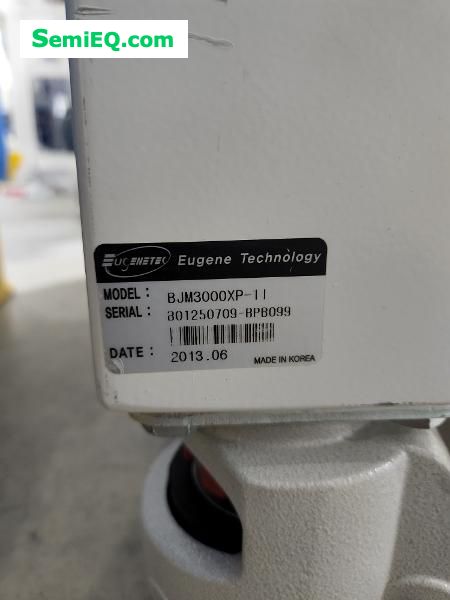 SemiEQ.com
EUGENETEC Eugene Technology
MODEL: BJM3000XP-II
SERIAL: 801250709-BPB099
DATE: 2013.06
MADE IN KOREA